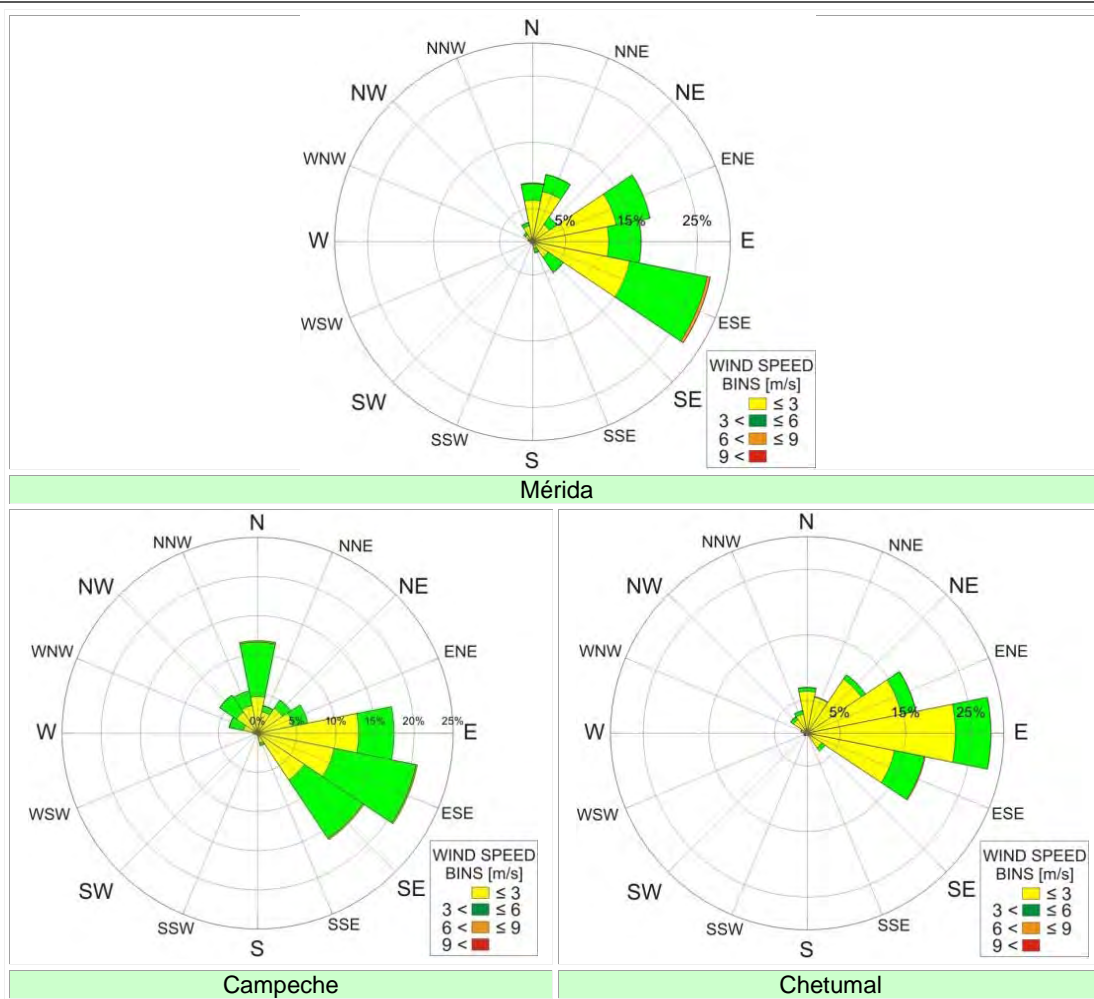 N
NNW NNE
NW NE
WNW ENE
5% 15% 25%
W E
WSW ESE
SW SE
SSW SSE
S
WIND SPEED
BINS [m/s]
≤ 3
3 < ≤ 6
6 < ≤ 9
9 <
Mérida
N
NNW NNE
NW NE
WNW ENE
0% 5% 10% 15% 20% 25%
W E
WSW ESE
SW SE
SSW SSE
S
WIND SPEED
BINS [m/s]
≤ 3
3 < ≤ 6
6 < ≤ 9
9 <
Campeche
N
NNW NNE
NW NE
WNW ENE
5% 15% 25%
W E
WSW ESE
SW SE
SSW SSE
S
WIND SPEED
BINS [m/s]
≤ 3
3 < ≤ 6
6 < ≤ 9
9 <
Chetumal